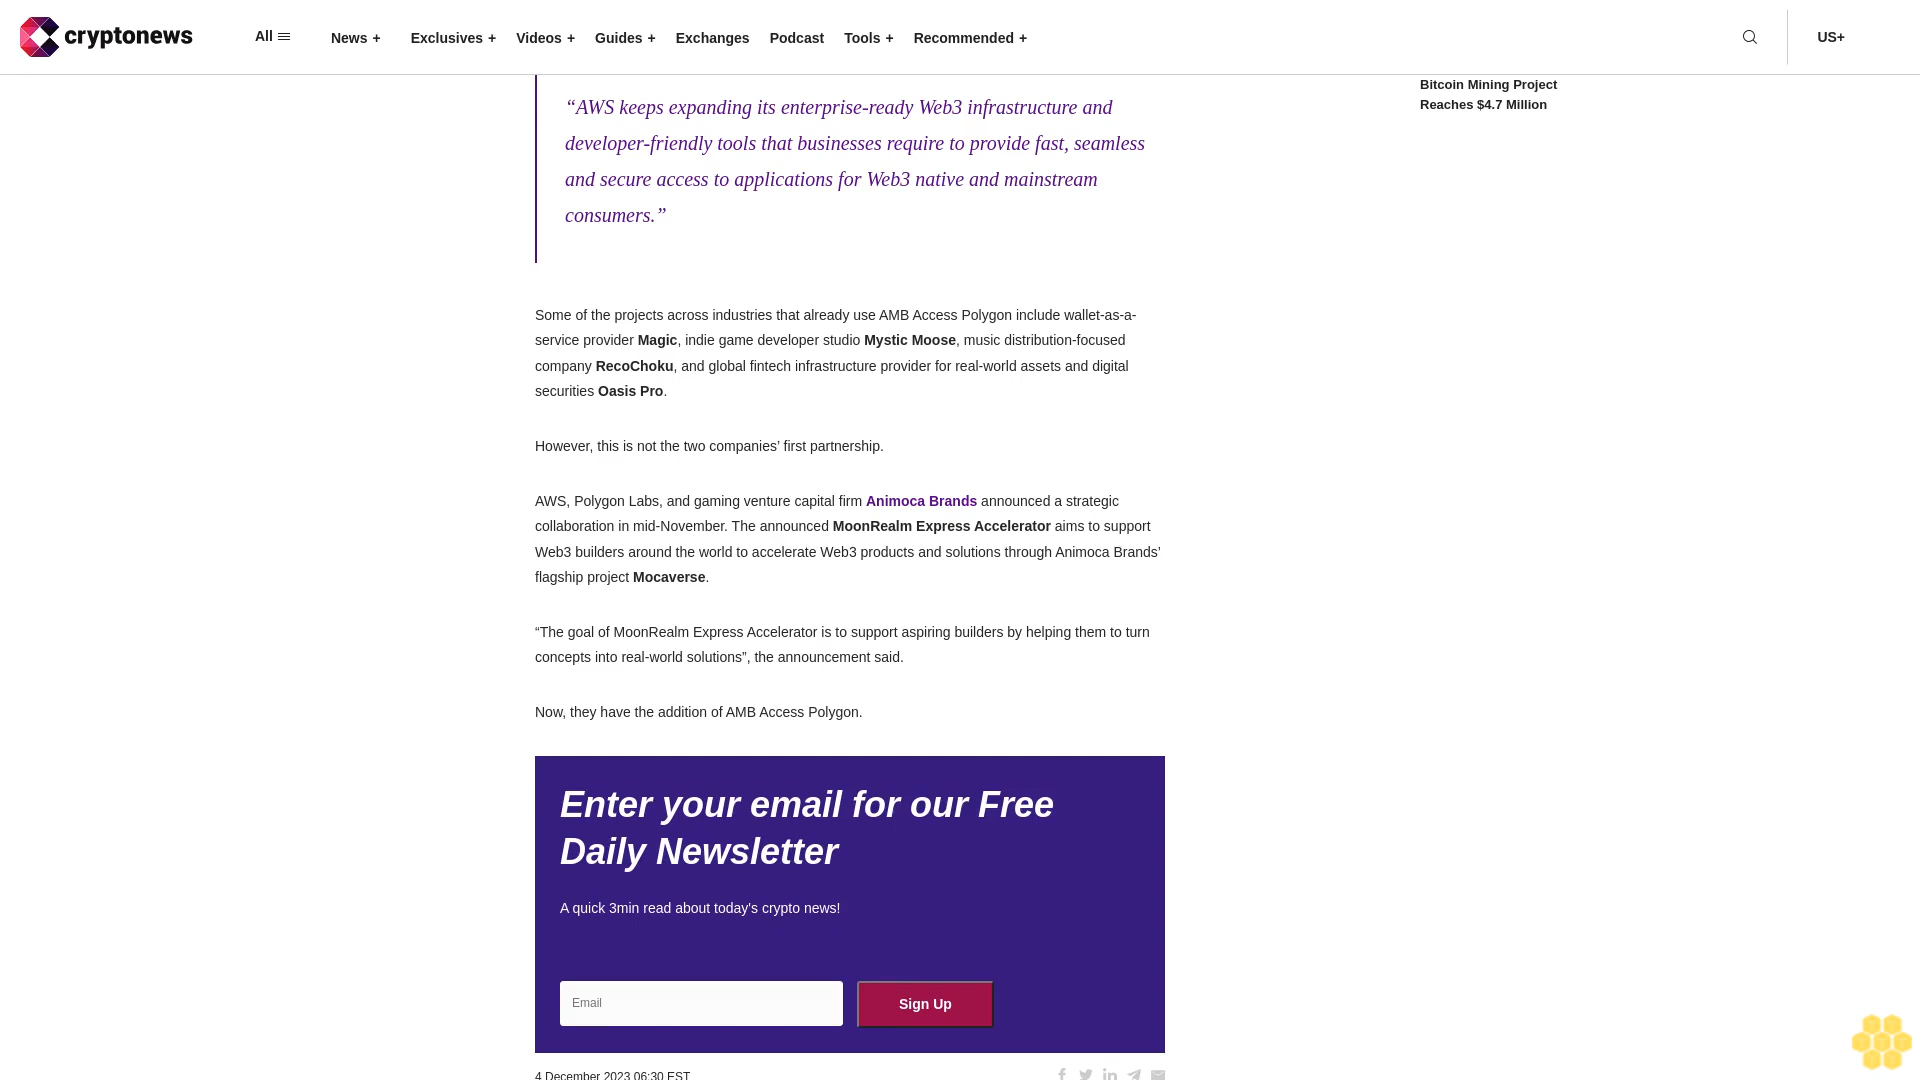 cryptonews
All
News +
Exclusives +
Videos +
Guides +
Exchanges
Podcast
Tools +
Recommended +
US+
Bitcoin Mining Project
Reaches $4.7 Million
“AWS keeps expanding its enterprise-ready Web3 infrastructure and
developer-friendly tools that businesses require to provide fast, seamless
and secure access to applications for Web3 native and mainstream
consumers.”
Some of the projects across industries that already use AMB Access Polygon include wallet-as-a-
service provider Magic, indie game developer studio Mystic Moose, music distribution-focused
company RecoChoku, and global fintech infrastructure provider for real-world assets and digital
securities Oasis Pro.
However, this is not the two companies’ first partnership.
AWS, Polygon Labs, and gaming venture capital firm Animoca Brands announced a strategic
collaboration in mid-November. The announced MoonRealm Express Accelerator aims to support
Web3 builders around the world to accelerate Web3 products and solutions through Animoca Brands’
flagship project Mocaverse.
“The goal of MoonRealm Express Accelerator is to support aspiring builders by helping them to turn
concepts into real-world solutions”, the announcement said.
Now, they have the addition of AMB Access Polygon.
Enter your email for our Free
Daily Newsletter
A quick 3min read about today's crypto news!
Email
Sign Up
4 December 2023 06:30 EST